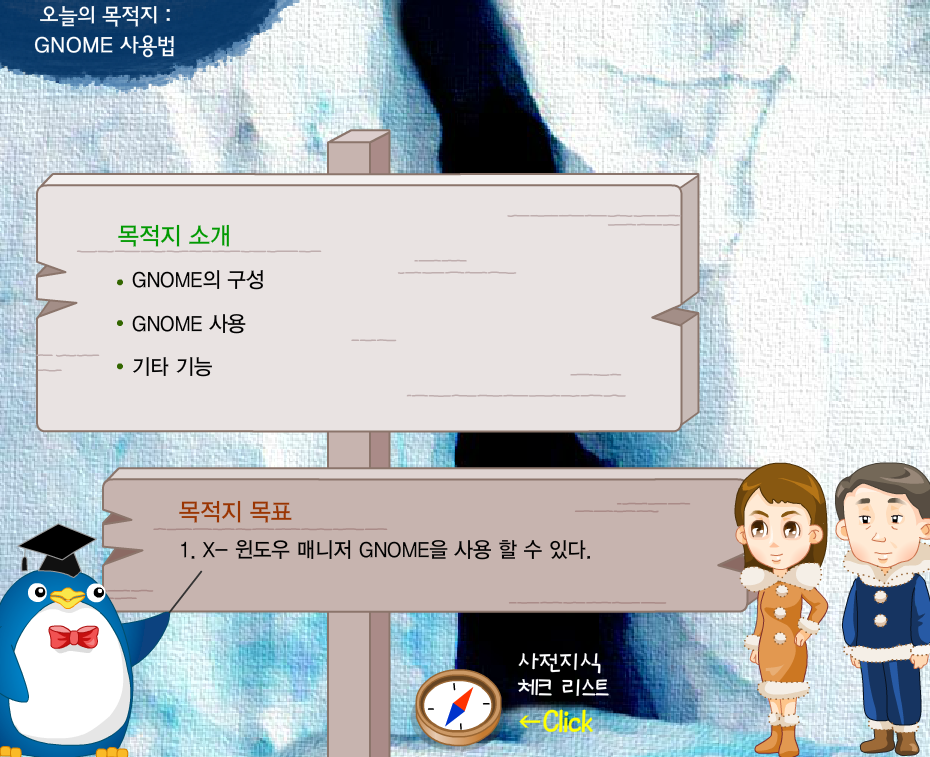 오늘의 목적지 :
GNOME 사용법
목적지 소개
• GNOME의 구성
• GNOME 사용
• 기타 기능
목적지 목표
1. X- 윈도우 매니저 GNOME을 사용 할 수 있다.
사전지식
체크 리스트
←Click